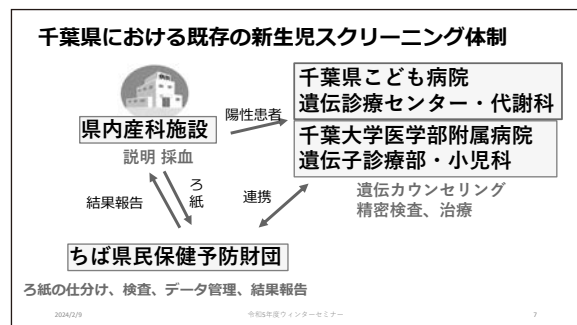 千葉県における既存の新生児スクリーニング体制
千葉県こども病院
遺伝診療センター・代謝科
陽性患者
県内産科施設
千葉大学医学部附属病院
遺伝子診療部・小児科
説明 採血
遺伝カウンセリング
精密検査、治療
ろ紙
結果報告
連携
ちば県民保健予防財団
ろ紙の仕分け、検査、データ管理、結果報告
2024/2/9
令和5年度ウィンターセミナー
7